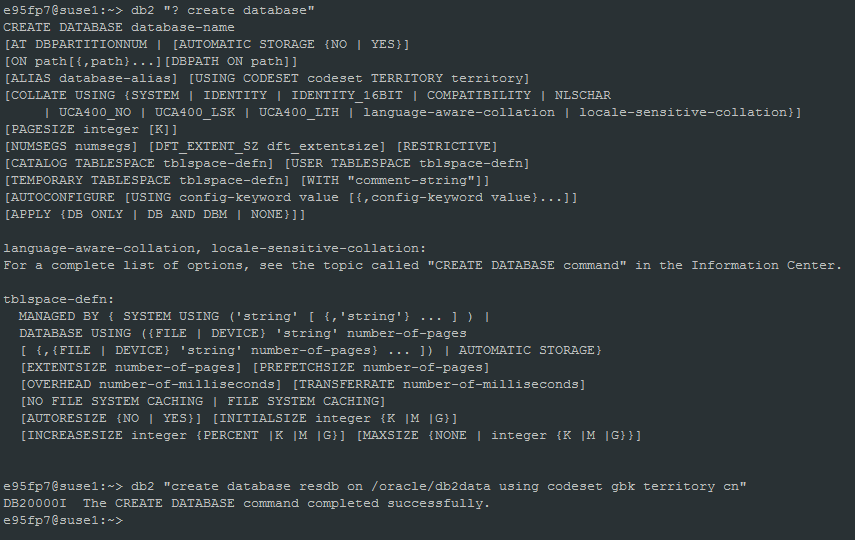 e95fp7@suse1:~> db2 "? create database"
CREATE DATABASE database-name
[AT DBPARTITIONNUM | [AUTOMATIC STORAGE {NO | YES}]
[ON path[{,path}...][DBPATH ON path]]
[ALIAS database-alias] [USING CODESET codeset TERRITORY territory]
[COLLATE USING {SYSTEM | IDENTITY | IDENTITY_16BIT | COMPATIBILITY | NLSCHAR
| UCA400_NO | UCA400_LSK | UCA400_LTH | language-aware-collation | locale-sensitive-collation}]
[PAGESIZE integer [K]]
[NUMSEGS numsegs] [DFT_EXTENT_SZ dft_extentsize] [RESTRICTIVE]
[CATALOG TABLESPACE tblspace-defn] [USER TABLESPACE tblspace-defn]
[TEMPORARY TABLESPACE tblspace-defn] [WITH "comment-string"]]
[AUTOCONFIGURE [USING config-keyword value [{,config-keyword value}...]]
[APPLY {DB ONLY | DB AND DBM | NONE}]]
language-aware-collation, locale-sensitive-collation:
For a complete list of options, see the topic called "CREATE DATABASE command" in the Information Center.
tblspace-defn:
MANAGED BY { SYSTEM USING ('string' [ {,'string'} ... ] ) |
DATABASE USING ({FILE | DEVICE} 'string' number-of-pages
[ {,{FILE | DEVICE} 'string' number-of-pages} ... ]) | AUTOMATIC STORAGE}
[EXTENTSIZE number-of-pages] [PREFETCHSIZE number-of-pages]
[OVERHEAD number-of-milliseconds] [TRANSFERRATE number-of-milliseconds]
[NO FILE SYSTEM CACHING | FILE SYSTEM CACHING]
[AUTORESIZE {NO | YES}] [INITIALSIZE integer {K |M |G}]
[INCREASESIZE integer {PERCENT |K |M |G}] [MAXSIZE {NONE | integer {K |M |G}}]
e95fp7@suse1:~> db2 "create database resdb on /oracle/db2data using codeset gbk territory cn"
DB20000I  The CREATE DATABASE command completed successfully.
e95fp7@suse1:~>